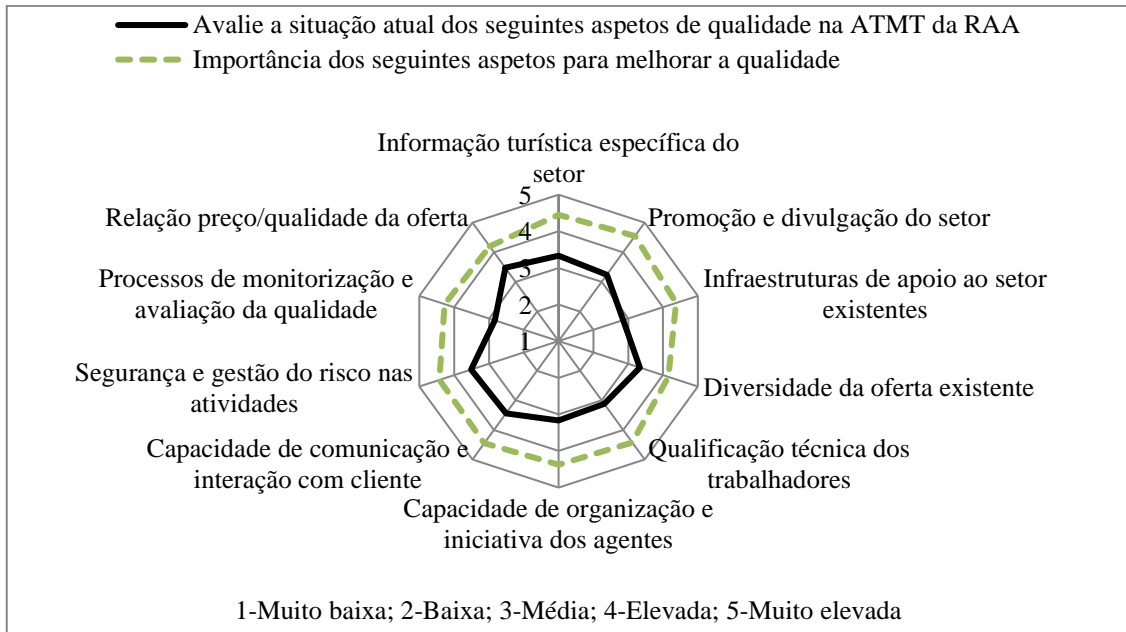 Avalie a situação atual dos seguintes aspetos de qualidade na ATMT da RAA
Importância dos seguintes aspetos para melhorar a qualidade
Informação turística específica do
setor
Promoção e divulgação do setor
Infraestruturas de apoio ao setor
existentes
Diversidade da oferta existente
Qualificação técnica dos
trabalhadores
Capacidade de organização e
iniciativa dos agentes
Capacidade de comunicação e
interação com cliente
Segurança e gestão do risco nas
atividades
Processos de monitorização e
avaliação da qualidade
Relação preço/qualidade da oferta
5
4
3
2
1
1-Muito baixa; 2-Baixa; 3-Média; 4-Elevada; 5-Muito elevada